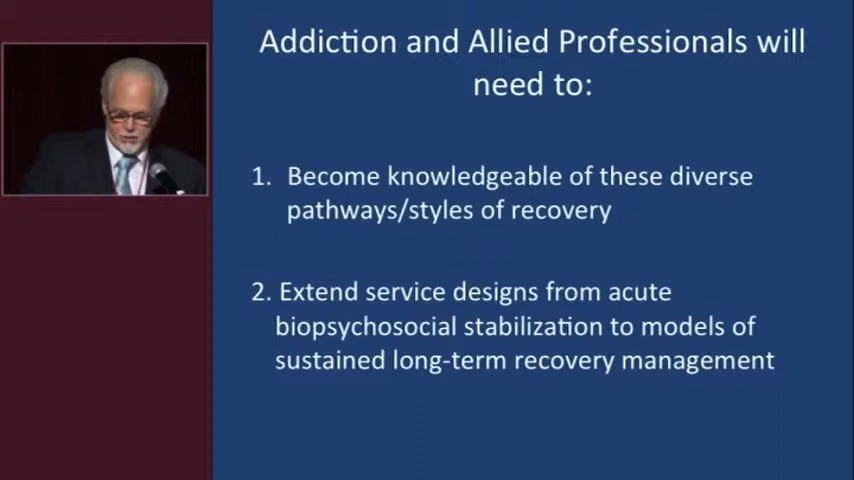 Addiction and Allied Professionals will
need to:
1. Become knowledgeable of these diverse
pathways/styles of recovery
2. Extend service designs from acute
biopsychosocial stabilization to models of
sustained long-term recovery management